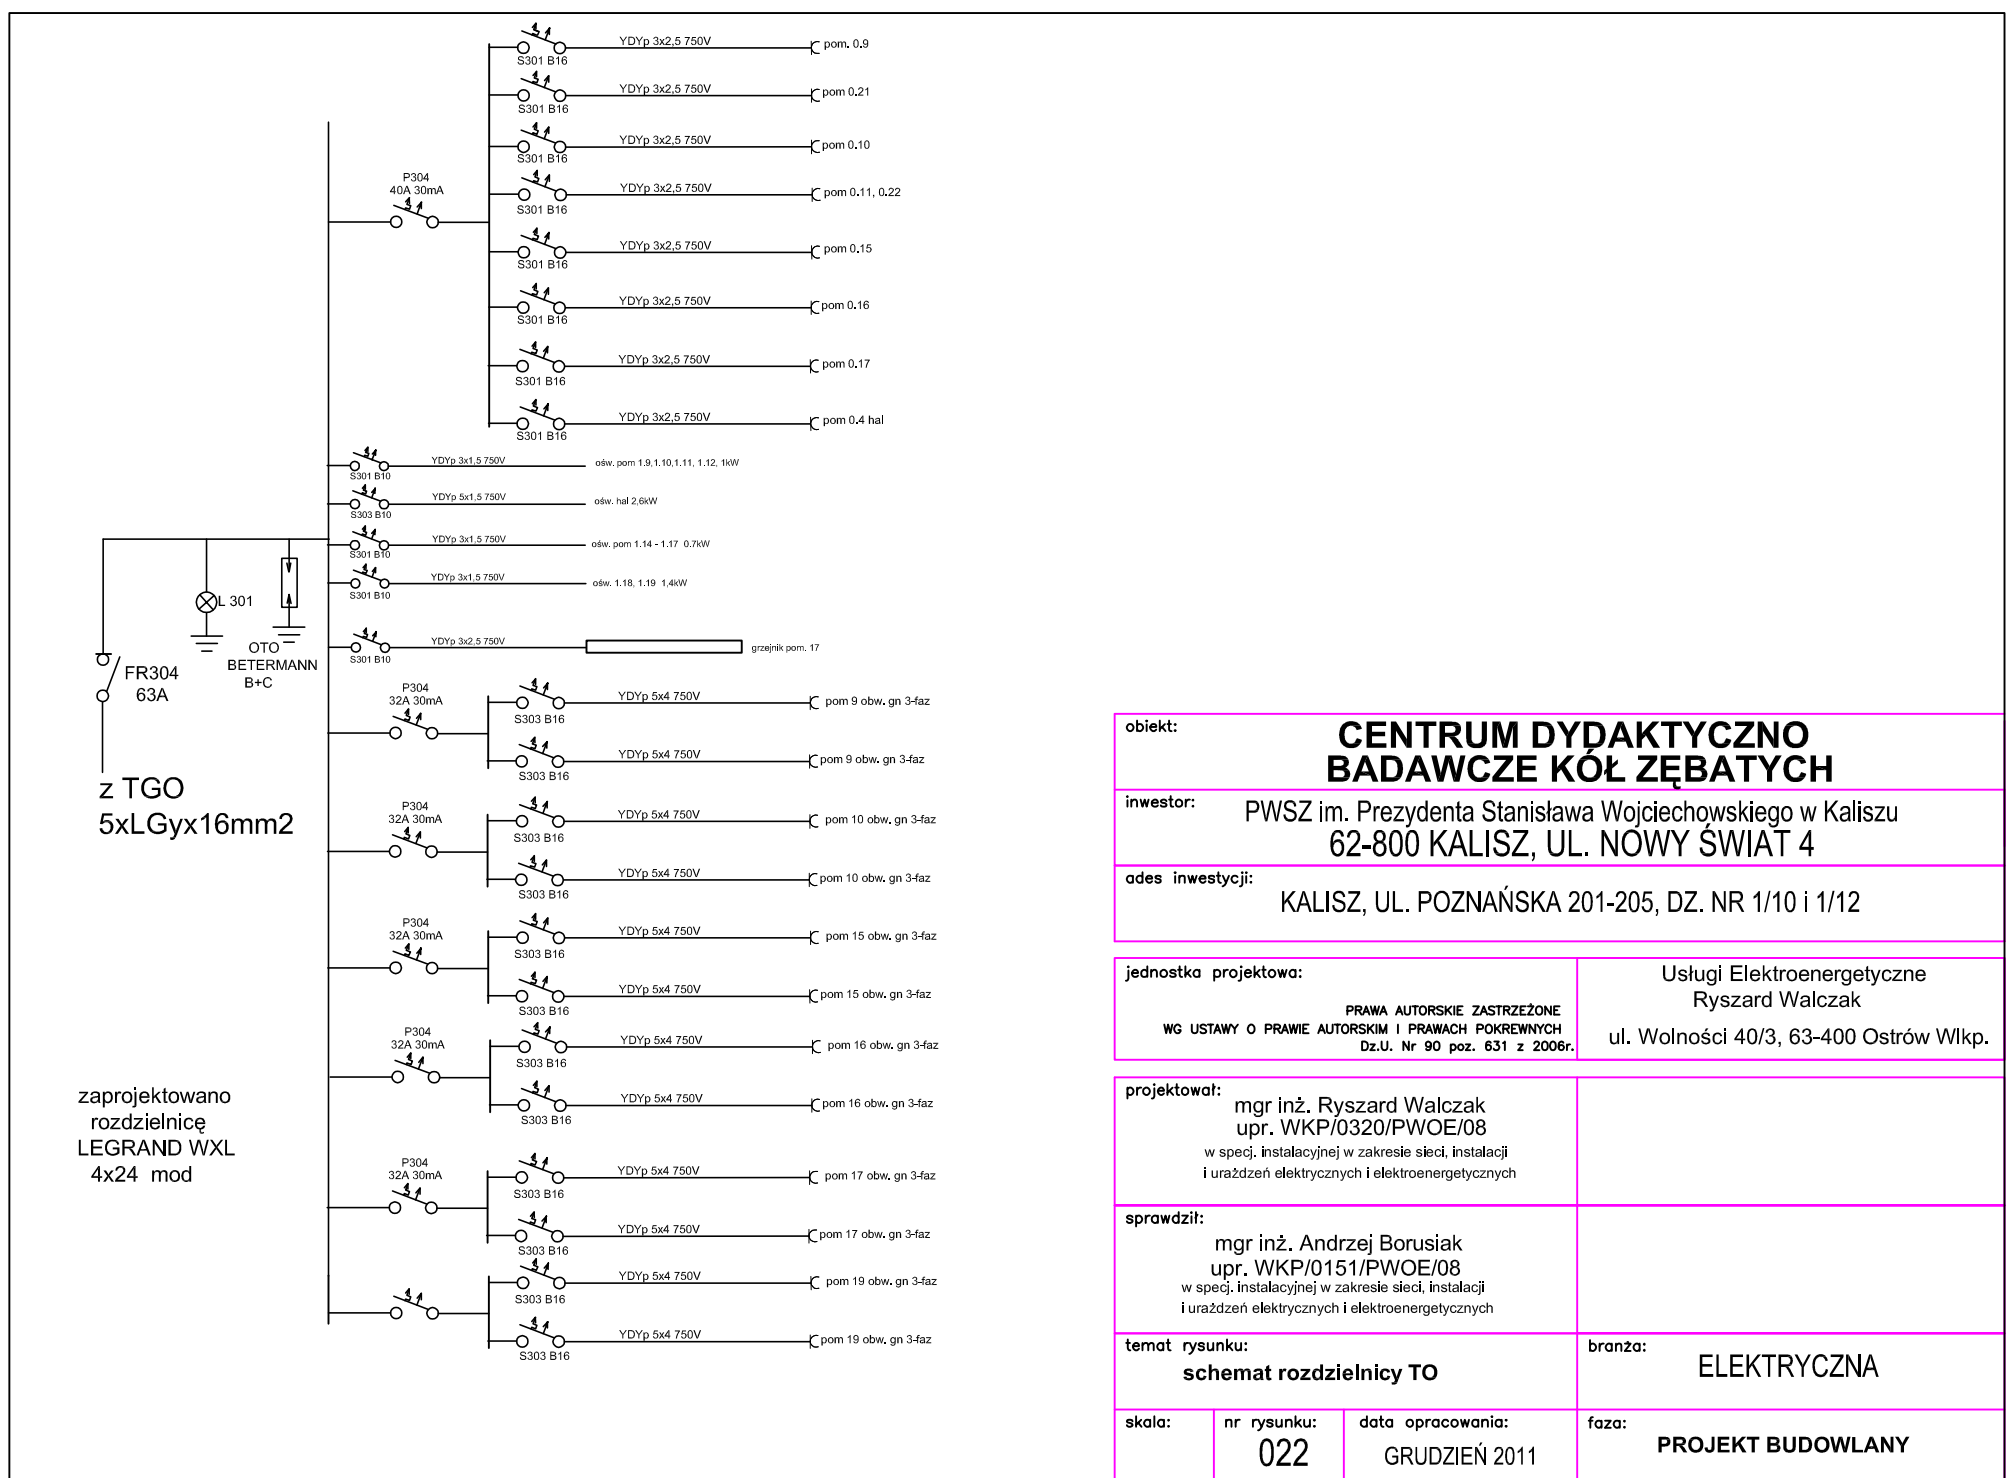 S301 B16
YDYp 3x2,5 750V
pom. 0.9
S301 B16
YDYp 3x2,5 750V
pom 0.21
S301 B16
YDYp 3x2,5 750V
pom 0.10
P304
40A 30mA
S301 B16
YDYp 3x2,5 750V
pom 0.11, 0.22
S301 B16
YDYp 3x2,5 750V
pom 0.15
S301 B16
YDYp 3x2,5 750V
pom 0.16
S301 B16
YDYp 3x2,5 750V
pom 0.17
S301 B16
YDYp 3x2,5 750V
pom 0.4 hal
S301 B10
YDYp 3x1,5 750V
ośw. pom 1.9,1.10,1.11, 1.12, 1kW
S303 B10
YDYp 5x1,5 750V
ośw. hal 2,6kW
S301 B10
YDYp 3x1,5 750V
ośw. pom 1.14 - 1.17 0.7kW
S301 B10
YDYp 3x1,5 750V
ośw. 1.18, 1.19 1,4kW
S301 B10
YDYp 3x2,5 750V
grzejnik pom. 17
L 301
OTO
BETERMANN
B+C
FR304
63A
z TGO
5xLGyx16mm2
P304
32A 30mA
S303 B16
YDYp 5x4 750V
pom 9 obw. gn 3-faz
S303 B16
YDYp 5x4 750V
pom 9 obw. gn 3-faz
P304
32A 30mA
S303 B16
YDYp 5x4 750V
pom 10 obw. gn 3-faz
S303 B16
YDYp 5x4 750V
pom 10 obw. gn 3-faz
P304
32A 30mA
S303 B16
YDYp 5x4 750V
pom 15 obw. gn 3-faz
S303 B16
YDYp 5x4 750V
pom 15 obw. gn 3-faz
P304
32A 30mA
S303 B16
YDYp 5x4 750V
pom 16 obw. gn 3-faz
S303 B16
YDYp 5x4 750V
pom 16 obw. gn 3-faz
P304
32A 30mA
S303 B16
YDYp 5x4 750V
pom 17 obw. gn 3-faz
S303 B16
YDYp 5x4 750V
pom 17 obw. gn 3-faz
S303 B16
YDYp 5x4 750V
pom 19 obw. gn 3-faz
S303 B16
YDYp 5x4 750V
pom 19 obw. gn 3-faz
zaprojektowano
rozdzielnicę
LEGRAND WXL
4x24 mod
obiekt:
CENTRUM DYDAKTYCZNO
BADAWCZE KÓŁ ZĘBATYCH
inwestor:
PWSZ im. Prezydenta Stanisława Wojciechowskiego w Kaliszu
62-800 KALISZ, UL. NOWY ŚWIAT 4
ades inwestycji:
KALISZ, UL. POZNAŃSKA 201-205, DZ. NR 1/10 i 1/12
jednostka projektowa:
PRAWA AUTORSKIE ZASTRZEŻONE
WG USTAWY O PRAWIE AUTORSKIM I PRAWACH POKREWNYCH
Dz.U. Nr 90 poz. 631 z 2006r.
Usługi Elektroenergetyczne
Ryszard Walczak
ul. Wolności 40/3, 63-400 Ostrów Wlkp.
projektował:
mgr inż. Ryszard Walczak
upr. WKP/0320/PWOE/08
w specj. instalacyjnej w zakresie sieci, instalacji
i urażdzeń elektrycznych i elektroenergetycznych
sprawdził:
mgr inż. Andrzej Borusiak
upr. WKP/0151/PWOE/08
w specj. instalacyjnej w zakresie sieci, instalacji
i urażdzeń elektrycznych i elektroenergetycznych
temat rysunku:
schemat rozdzielnicy TO
branża:
ELEKTRYCZNA
skala:
nr rysunku:
022
data opracowania:
GRUDZIEŃ 2011
faza:
PROJEKT BUDOWLANY